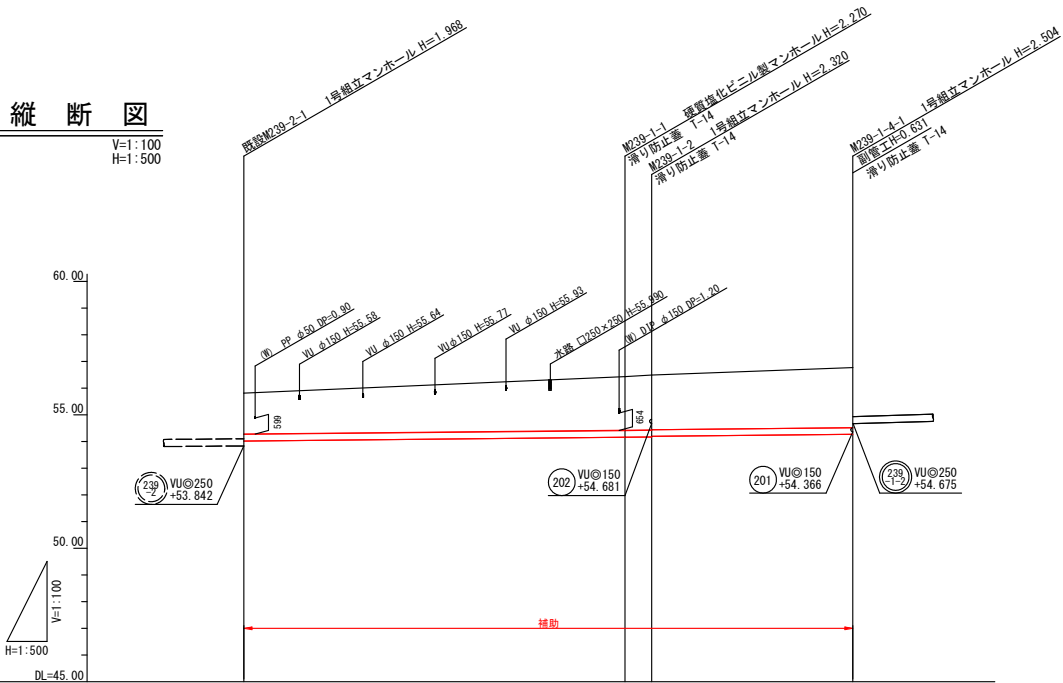 縦断図
V=1:100
H=1:500
既設M239-2-1 1号組立マンホール H=1.968
M239-1-1 硬質塩化ビニル製マンホール H=2.270
滑り防止蓋 T-14
M239-1-2 1号組立マンホール H=2.320
滑り防止蓋 T-14
M239-1-4-1 1号組立マンホール H=2.504
副管工H=0.631
滑り防止蓋 T-14
60.00
(W) PP φ50 DP=0.90
VU φ150 H=55.58
VU φ150 H=55.64
VUφ150 H=55.77
VU φ150 H=55.93
水路 □250×250 H=55.990
(W) DIP φ150 DP=1.20
55.00
599
654
239-2 VU◎250
+53.842
202 VU◎150
+54.681
201 VU◎150
+54.366
239-1-2 VU◎250
+54.675
50.00
V=1:100
H=1:500
補助
DL=45.00